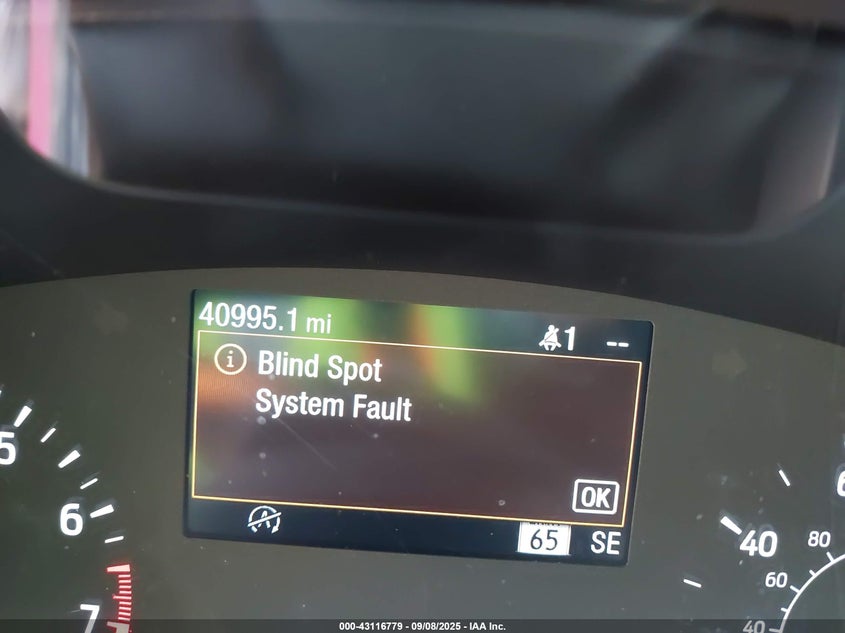 40995.1 mi
1 --
i Blind Spot
System Fault
OK
A
65 SE
5
6
7
40
80
60
40
000-43116779 - 09/08/2025 - IAA Inc.